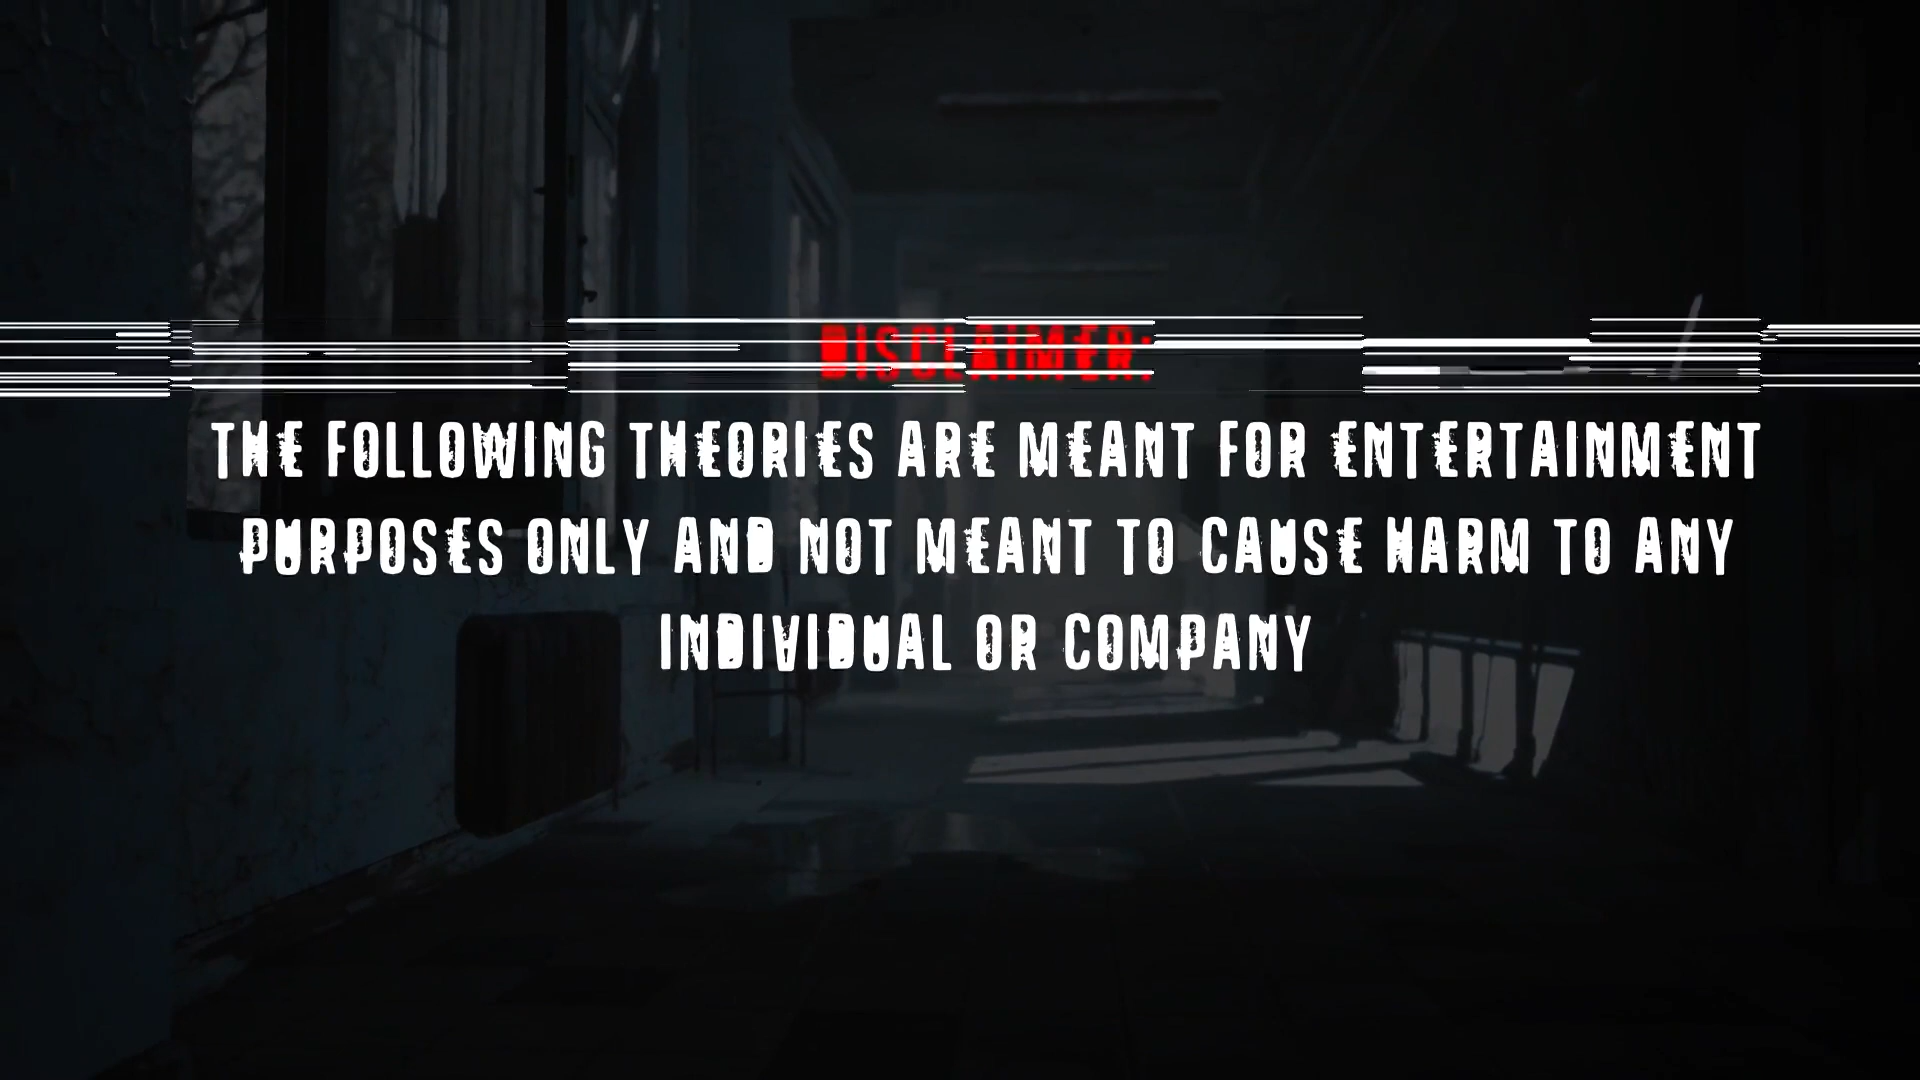 DISCLAIMER:
THE FOLLOWING THEORIES ARE MEANT FOR ENTERTAINMENT
PURPOSES ONLY AND NOT MEANT TO CAUSE HARM TO ANY
INDIVIDUAL OR COMPANY